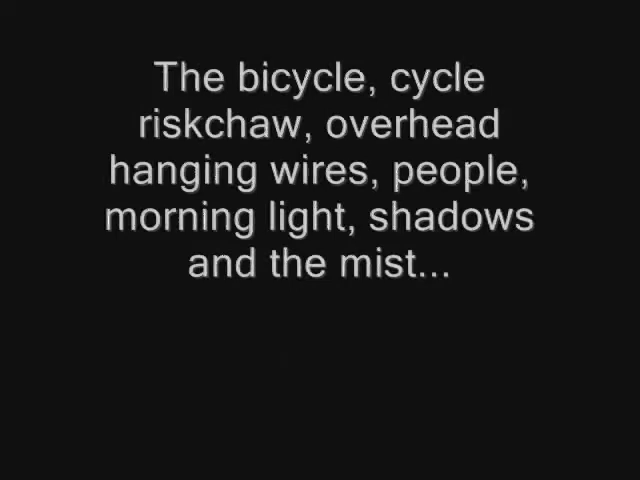 The bicycle, cycle
riskchaw, overhead
hanging wires, people,
morning light, shadows
and the mist...